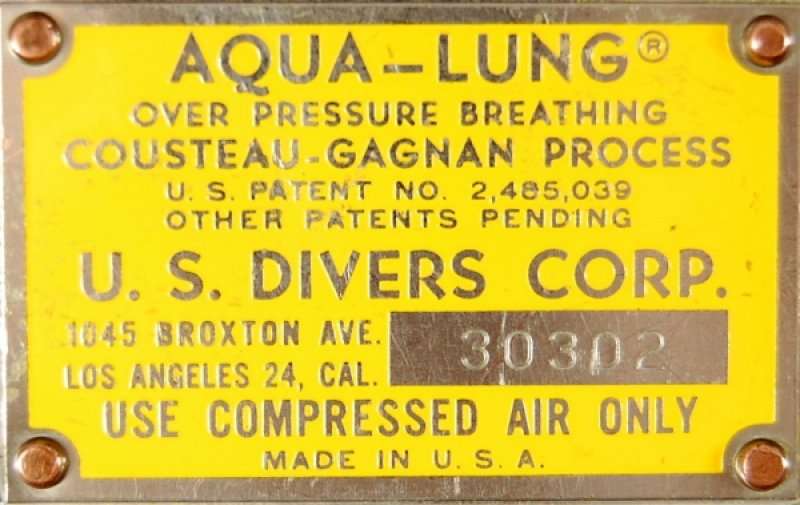 AQUA-LUNG®
OVER PRESSURE BREATHING
COUSTEAU-GAGNAN PROCESS
U. S. PATENT NO. 2,485,039
OTHER PATENTS PENDING
U. S. DIVERS CORP.
1045 BROXTON AVE.
LOS ANGELES 24, CAL.
30302
USE COMPRESSED AIR ONLY
MADE IN U. S. A.